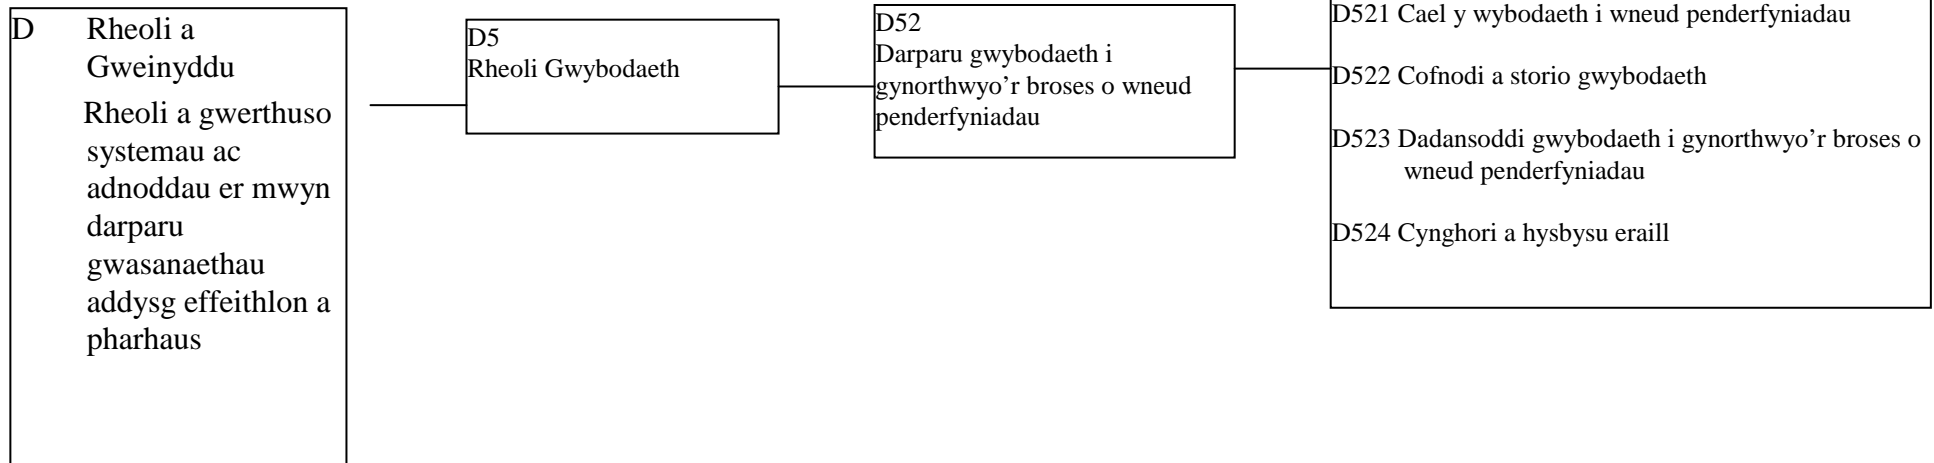 D Rheoli a
Gweinyddu
Rheoli a gwerthuso
systemau ac
adnoddau er mwyn
darparu
gwasanaethau
addysg effeithlon a
pharhaus
D5
Rheoli Gwybodaeth
D52
Darparu gwybodaeth i
gynorthwyo’r broses o wneud
penderfyniadau
D521 Cael y wybodaeth i wneud penderfyniadau
D522 Cofnodi a storio gwybodaeth
D523 Dadansoddi gwybodaeth i gynorthwyo’r broses o
wneud penderfyniadau
D524 Cynghori a hysbysu eraill